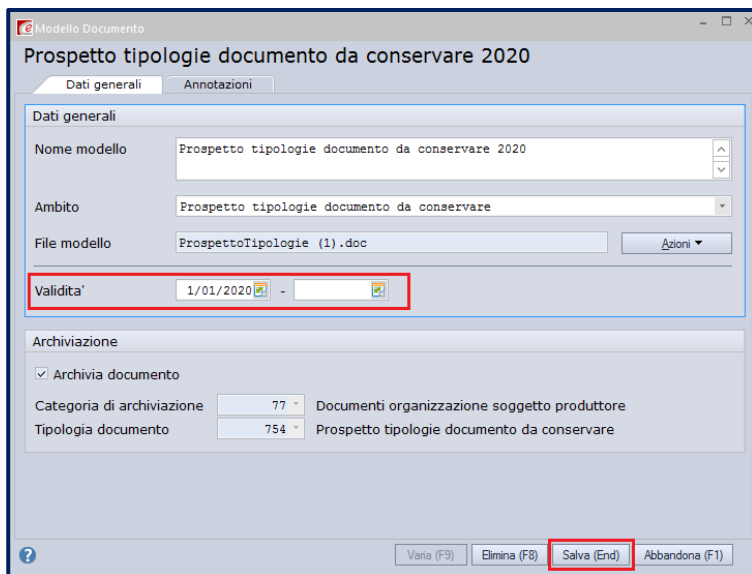 Modello Documento
Prospetto tipologie documento da conservare 2020
Dati generali Annotazioni
Dati generali
Nome modello Prospetto tipologie documento da conservare 2020
Ambito Prospetto tipologie documento da conservare
File modello ProspettoTipologie (1).doc Azioni
Validita' 1/01/2020 -
Archiviazione
Archivia documento
Categoria di archiviazione 77 Documenti organizzazione soggetto produttore
Tipologia documento 754 Prospetto tipologie documento da conservare
? Varia (F9) Elimina (F8) Salva (End) Abbandona (F1)